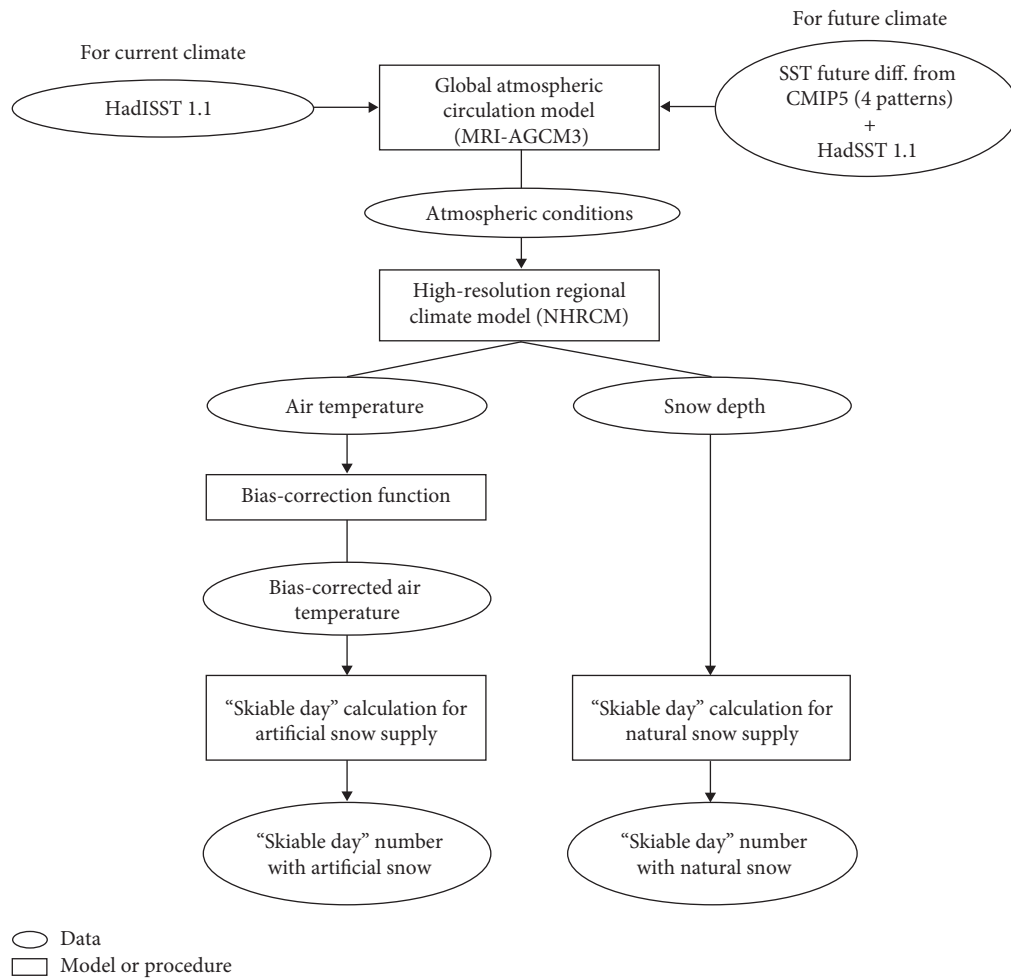 For current climate
HadISST 1.1
Global atmospheric
circulation model
(MRI-AGCM3)
For future climate
SST future diff. from
CMIP5 (4 patterns)
+
HadSST 1.1
Atmospheric conditions
High-resolution regional
climate model (NHRCM)
Air temperature
Snow depth
Bias-correction function
Bias-corrected air
temperature
“Skiable day” calculation for
artificial snow supply
“Skiable day” calculation for
natural snow supply
“Skiable day” number
with artificial snow
“Skiable day” number
with natural snow
Data
Model or procedure